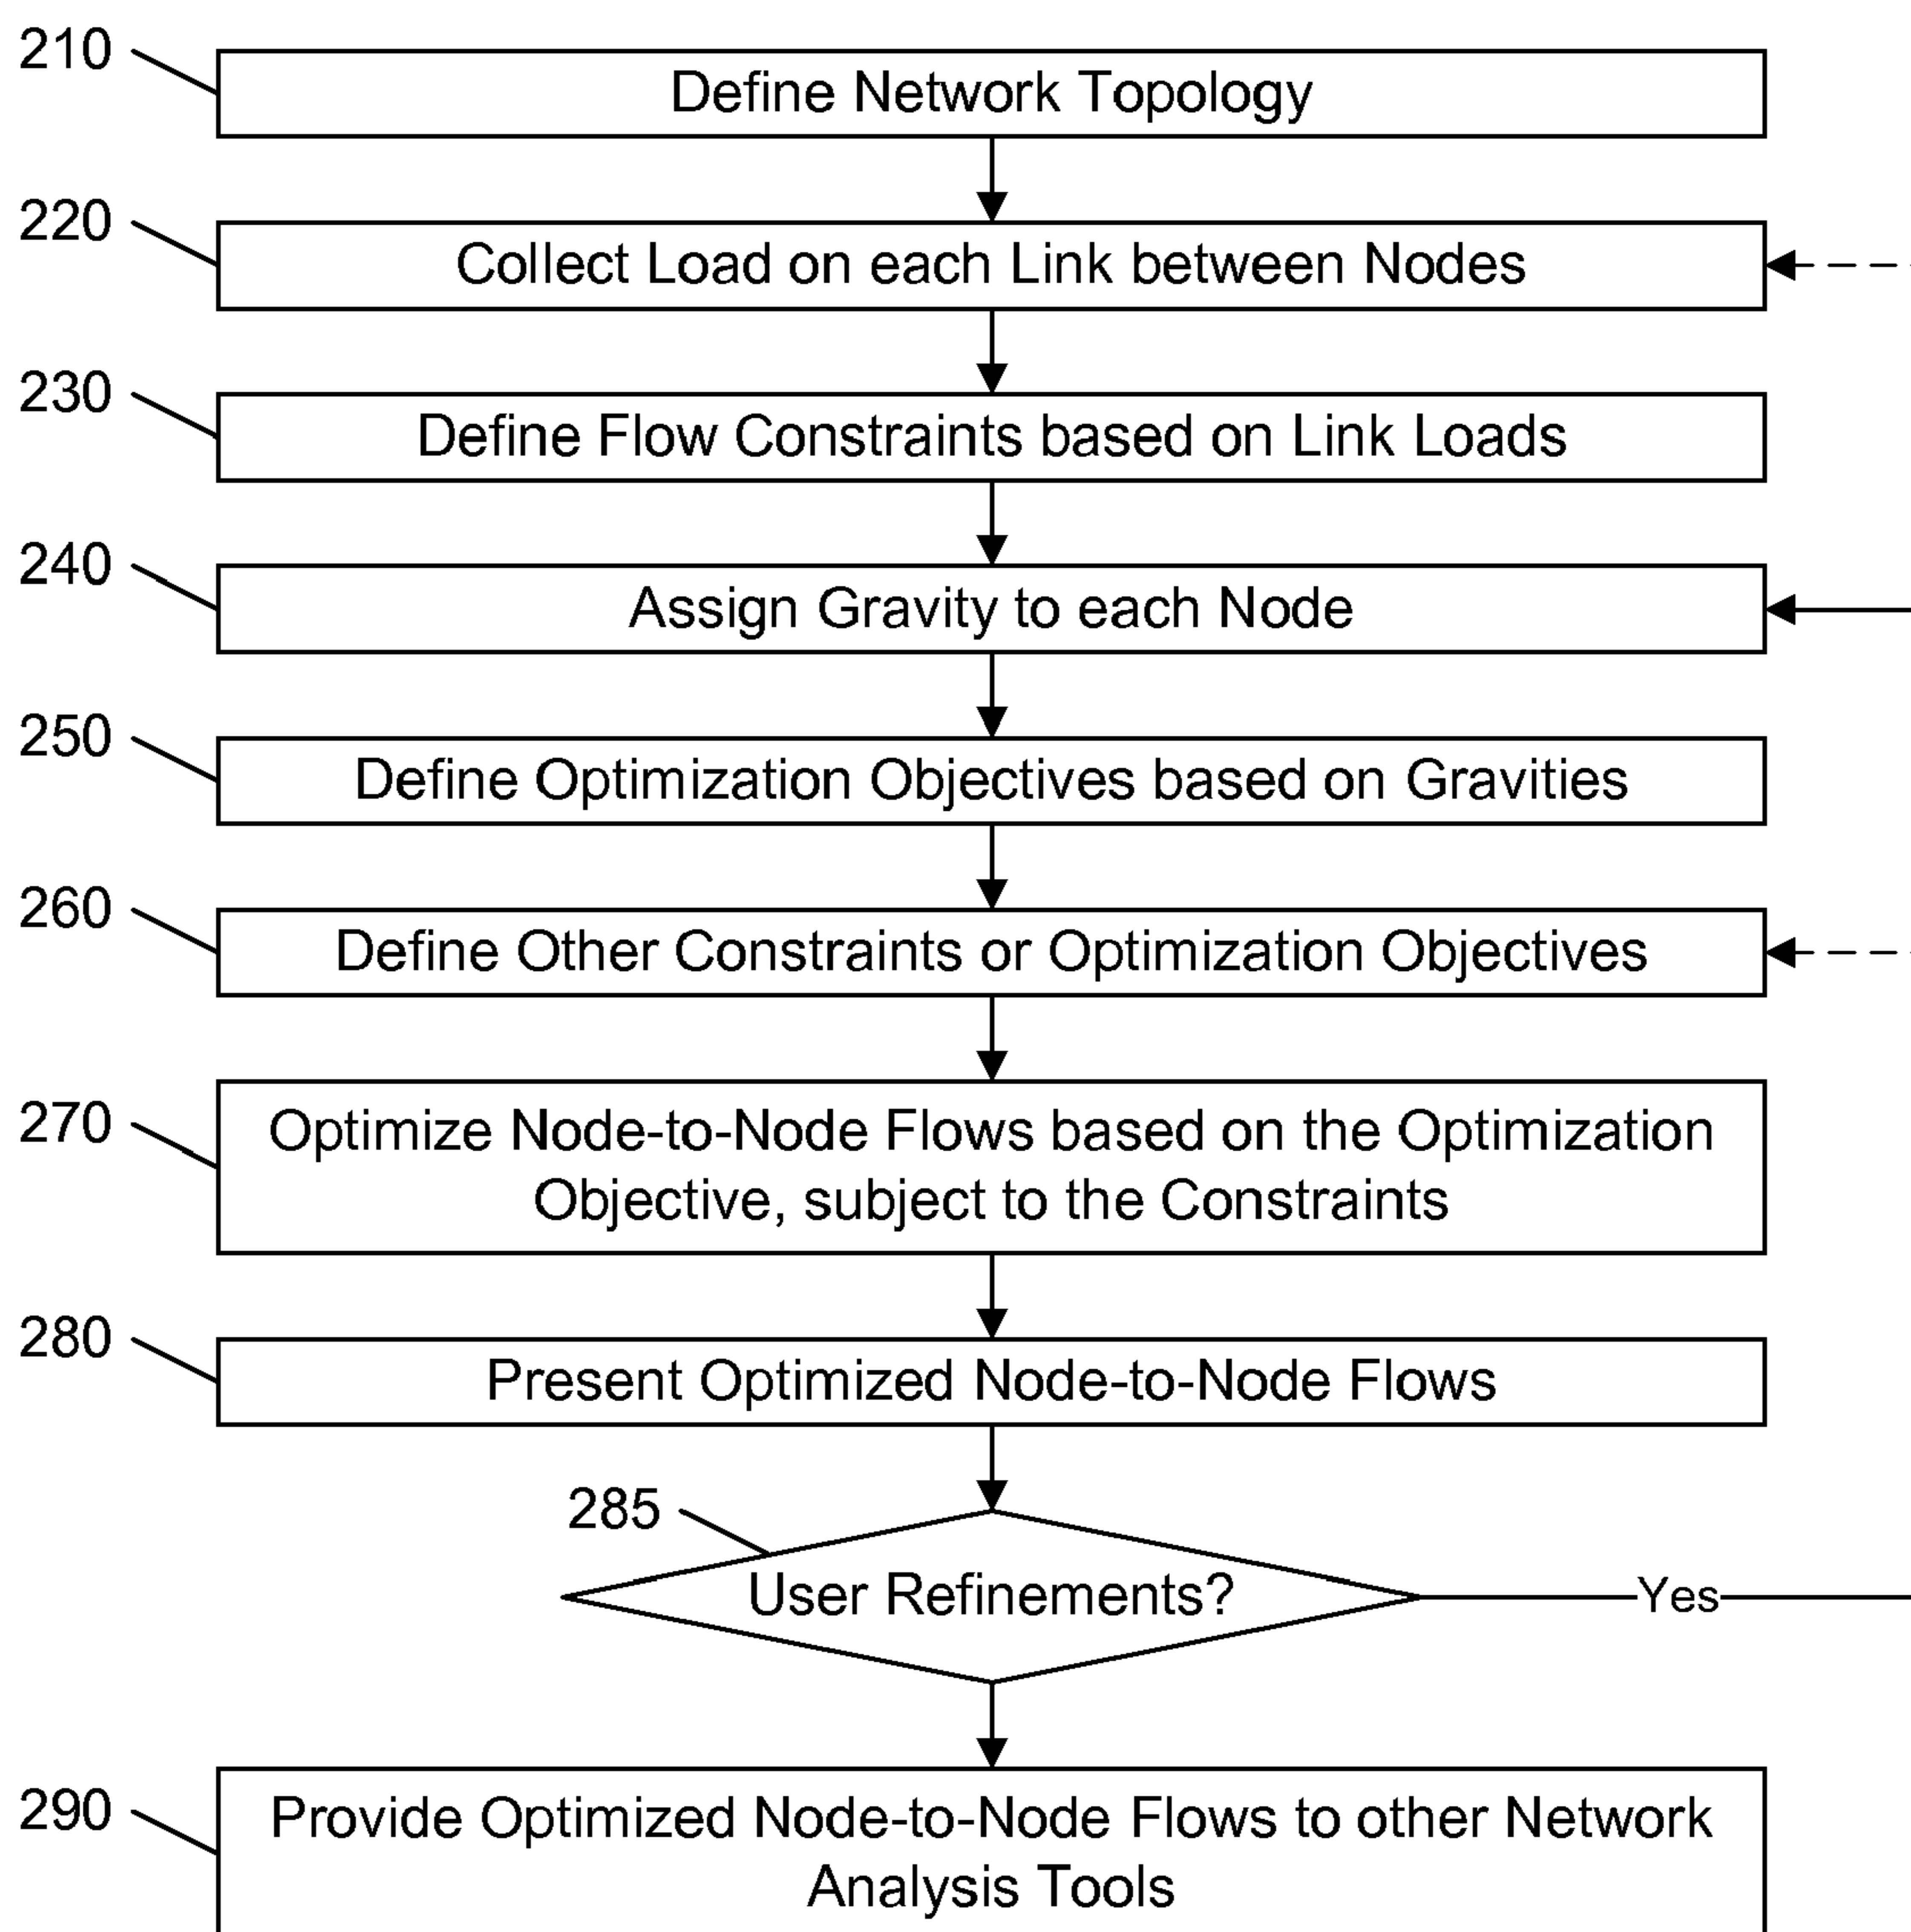 210
Define Network Topology
220
Collect Load on each Link between Nodes
230
Define Flow Constraints based on Link Loads
240
Assign Gravity to each Node
250
Define Optimization Objectives based on Gravities
260
Define Other Constraints or Optimization Objectives
270
Optimize Node-to-Node Flows based on the Optimization
Objective, subject to the Constraints
280
Present Optimized Node-to-Node Flows
285
User Refinements?
Yes
290
Provide Optimized Node-to-Node Flows to other Network
Analysis Tools